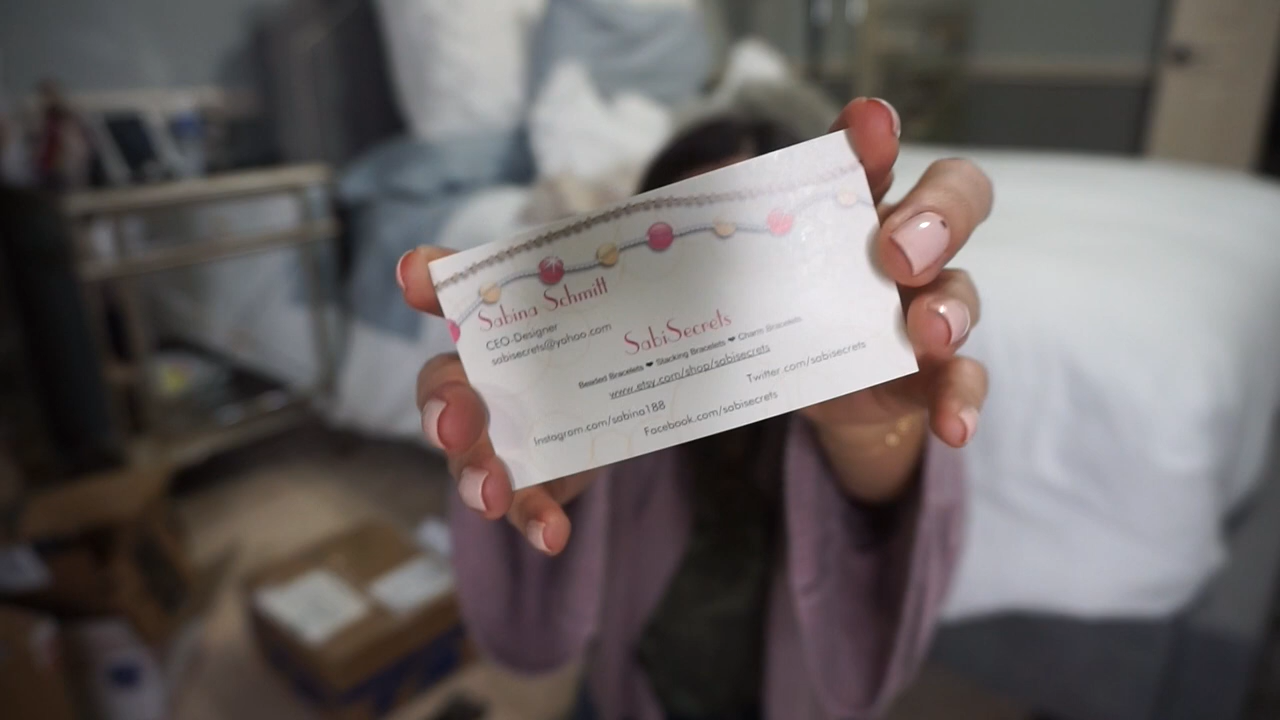 Sabina Schmitt
CEO-Designer
sabisecrets@yahoo.com
SabiSecrets
Beaded Bracelets ❤ Stacking Bracelets ❤ Charm Bracelets
www.etsy.com/shop/sabisecrets
Instagram.com/sabina188
Twitter.com/sabisecrets
Facebook.com/sabisecrets